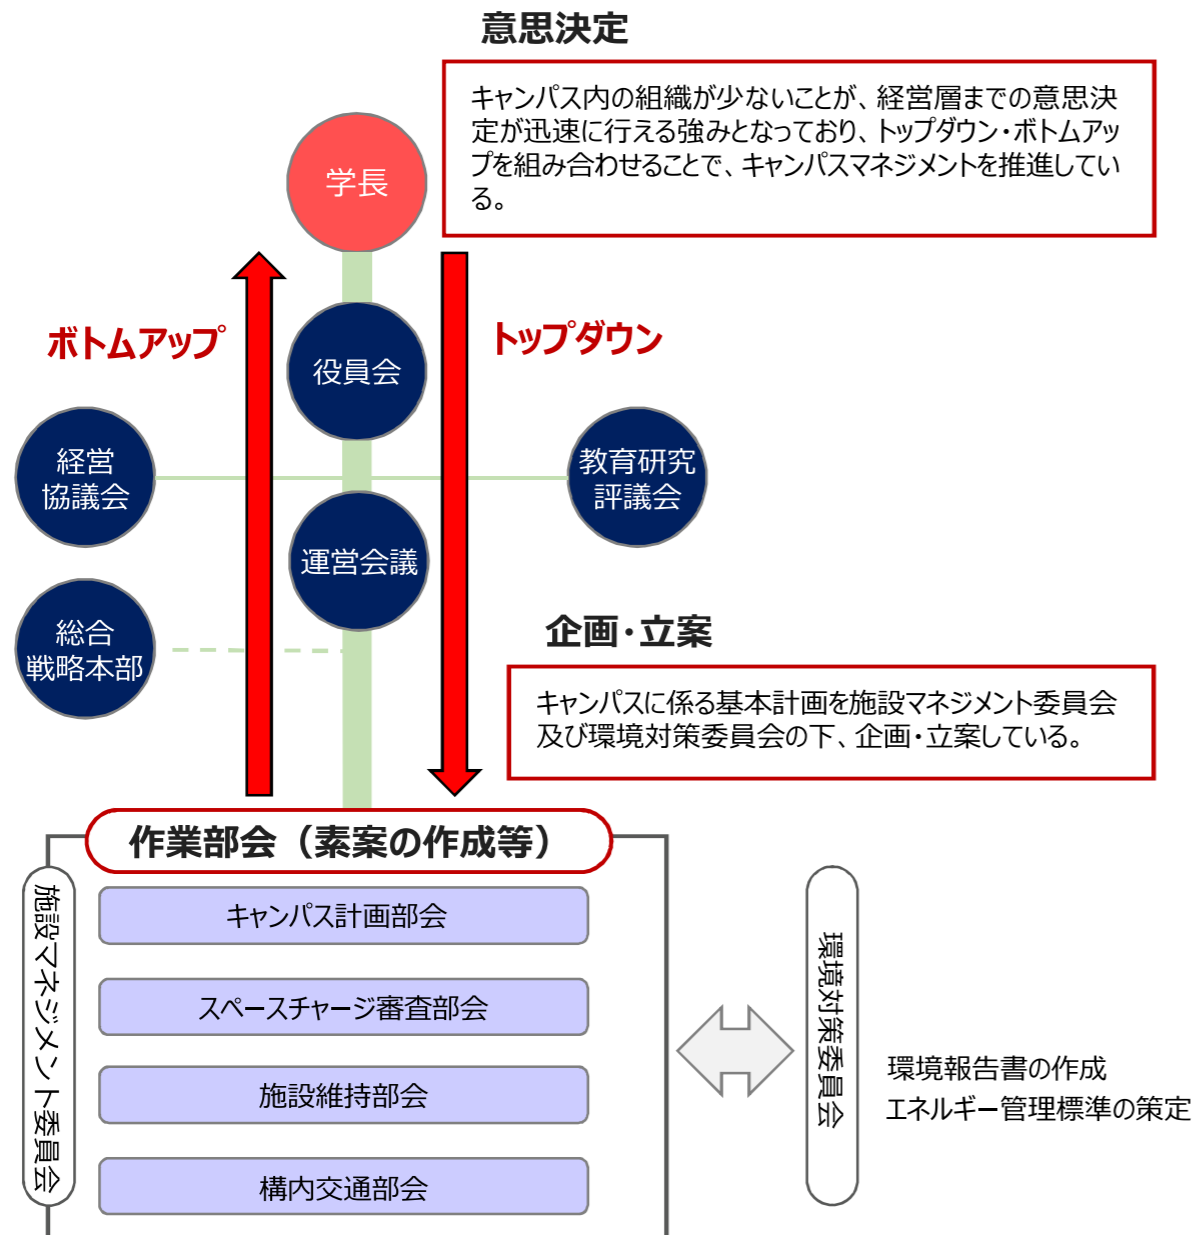 意思決定
キャンパス内の組織が少ないことが、経営層までの意思決
定が迅速に行える強みとなっており、トップダウン・ボトムアッ
プを組み合わせることで、キャンパスマネジメントを推進してい
る。
学長
ボトムアップ
トップダウン
役員会
経営
協議会
教育研究
評議会
運営会議
総合
戦略本部
企画・立案
キャンパスに係る基本計画を施設マネジメント委員会
及び環境対策委員会の下、企画・立案している。
作業部会（素案の作成等）
施設マネジメント委員会
キャンパス計画部会
スペースチャージ審査部会
施設維持部会
構内交通部会
環境対策委員会
環境報告書の作成
エネルギー管理標準の策定